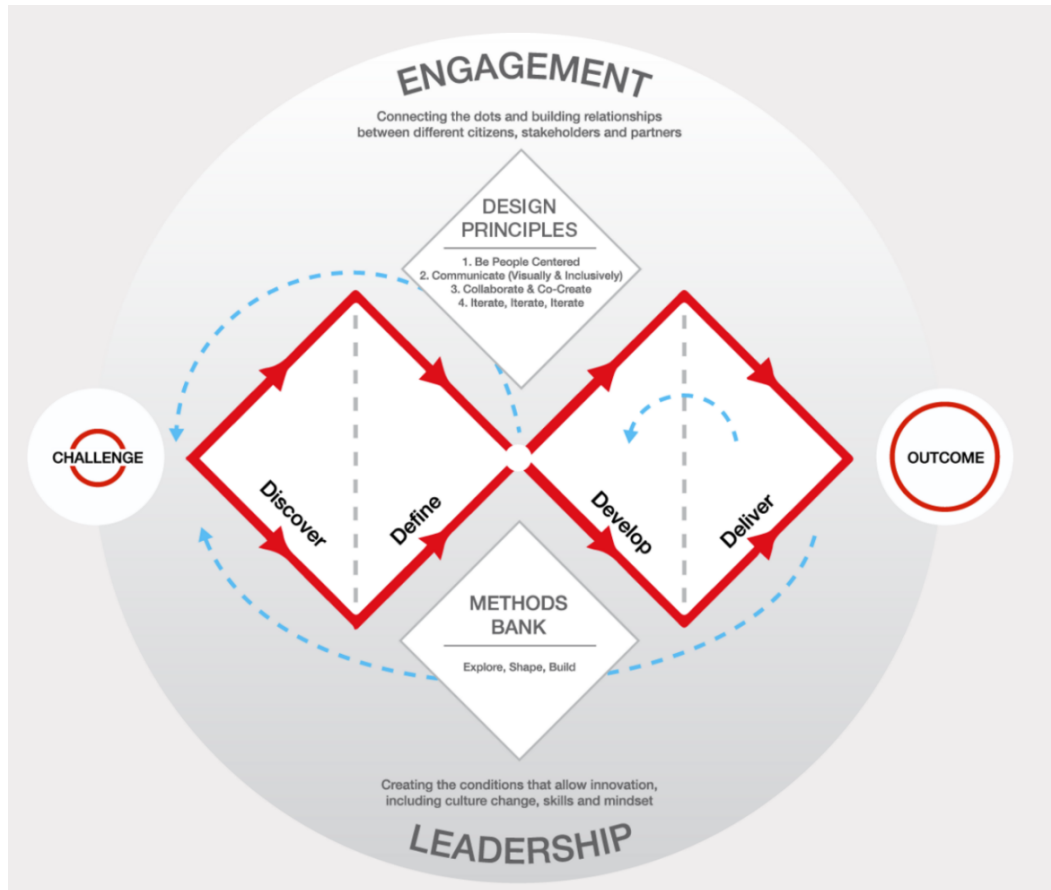 ENGAGEMENT
Connecting the dots and building relationships
between different citizens, stakeholders and partners
DESIGN
PRINCIPLES
1. Be People Centered
2. Communicate (Visually & Inclusively)
3. Collaborate & Co-Create
4. Iterate, Iterate, Iterate
CHALLENGE
Discover
Define
Develop
Deliver
OUTCOME
METHODS
BANK
Explore, Shape, Build
Creating the conditions that allow innovation,
including culture change, skills and mindset
LEADERSHIP